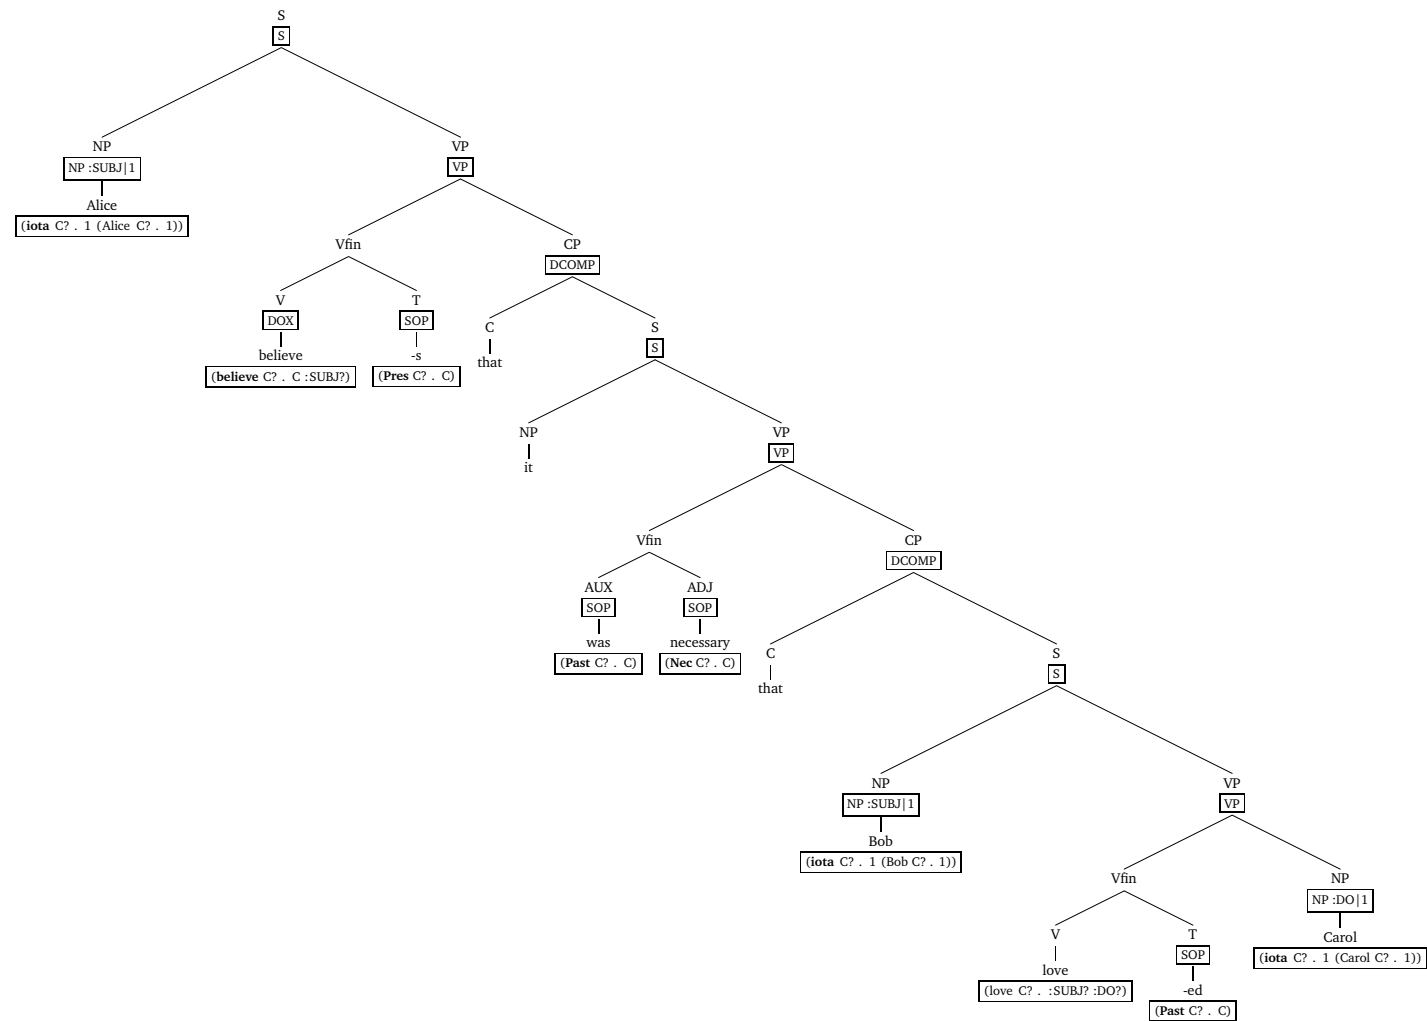 S
S
NP VP
NP :SUBJ|1 VP
Alice
(iota C? . 1 (Alice C? . 1))
Vfin CP
DCOMP
V T
DOX SOP
C S
S
believe -s
that
(believe C? . C :SUBJ?) (Pres C? . C)
NP VP
VP
it
Vfin CP
DCOMP
AUX ADJ
SOP SOP
was necessary
C S
(Past C? . C) (Nec C? . C)
S
that
NP VP
NP :SUBJ|1 VP
Bob
(iota C? . 1 (Bob C? . 1))
Vfin NP
NP :DO|1
V T
Carol
SOP
(iota C? . 1 (Carol C? . 1))
love
(love C? . :SUBJ? :DO?)
-ed
(Past C? . C)